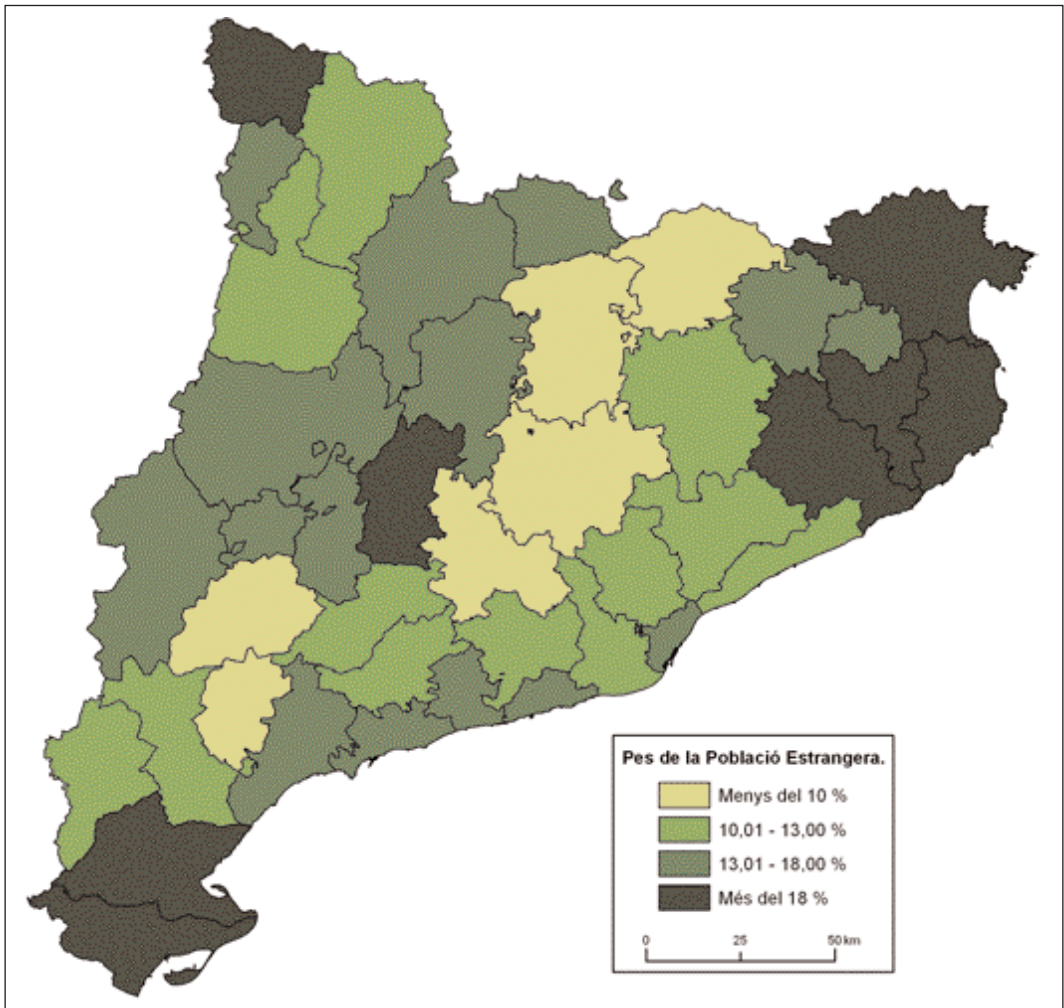 Pes de la Població Estrangera.
Menys del 10 %
10,01 - 13,00 %
13,01 - 18,00 %
Més del 18 %
0 25 50 km